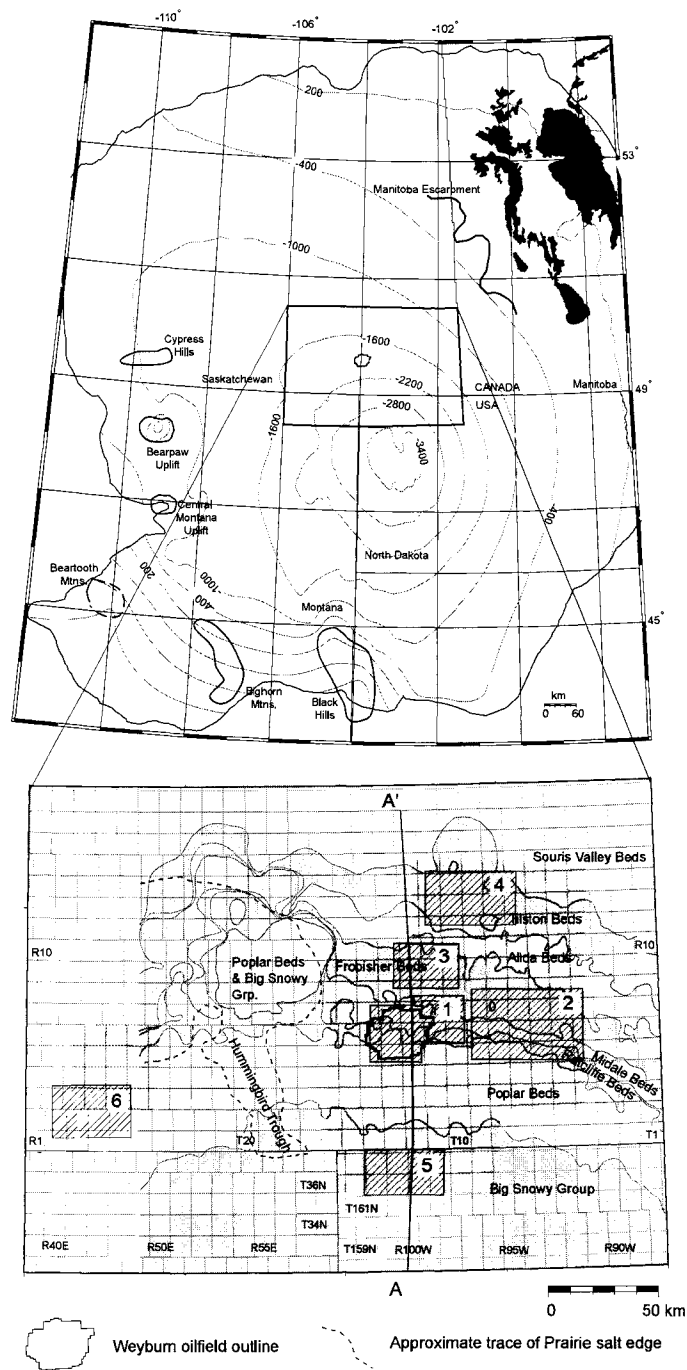 -110°
-106°
-102°
200
-400
53°
Manitoba Escarpment
-1000
Cypress
Hills
-1600
Saskatchewan
-2200
CANADA
Manitoba
49°
-2800
USA
-1600
-3400
Bearpaw
Uplift
Central
Montana
Uplift
400
North Dakota
Beartooth
Mtns.
200
-1000
-400
Montana
45°
Bighorn
Mtns.
Black
Hills
km
0 60
A'
Souris Valley Beds
4
Tilston Beds
R10
Poplar Beds
& Big Snowy
Grp.
Frobisher Beds
3
Alida Beds
R10
1
2
Hummingbird Trough
Midale Beds
Ratcliffe Beds
6
Poplar Beds
R1
T20
T10
T1
5
T36N
T161N
Big Snowy Group
T34N
R40E
R50E
R55E
T159N
R100W
R95W
R90W
A
0 50 km
Weyburn oilfield outline
Approximate trace of Prairie salt edge